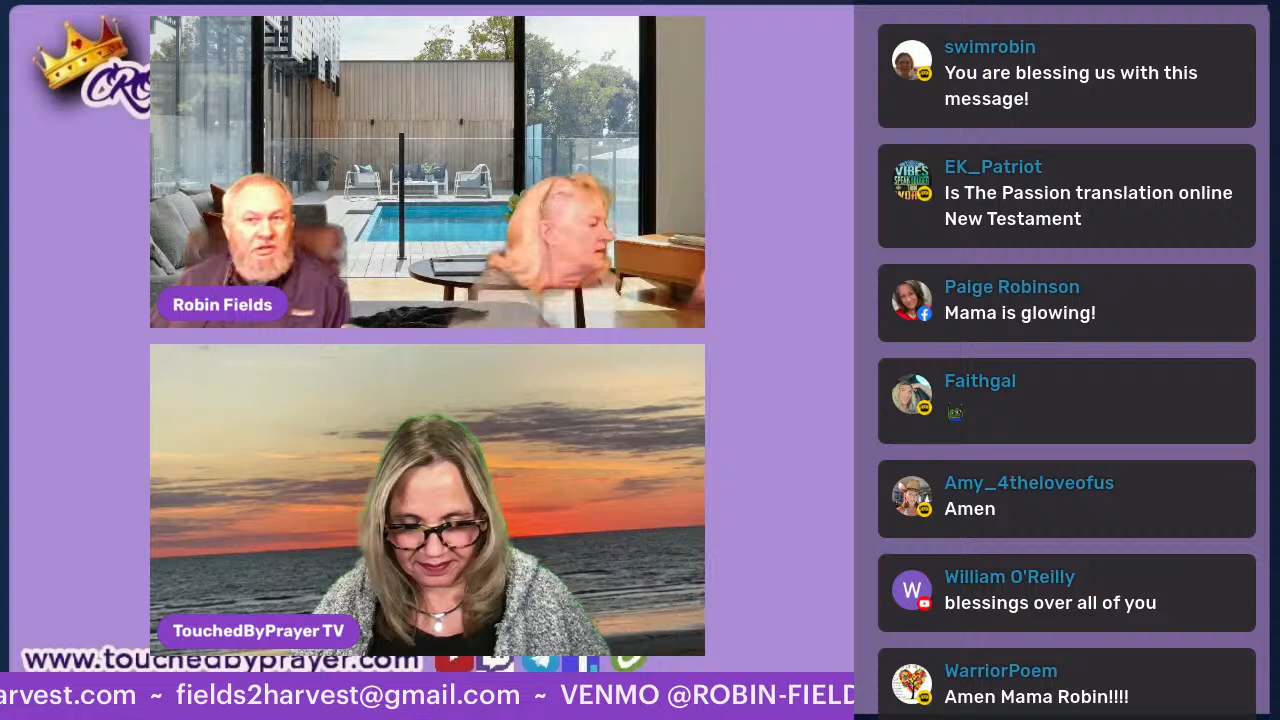 CRO
Robin Fields
TouchedByPrayer TV
www.touchedbyprayer.com
arvest.com ~ fields2harvest@gmail.com ~ VENMO @ROBIN-FIELD
swimrobin
You are blessing us with this
message!
EK_Patriot
Is The Passion translation online
New Testament
Paige Robinson
Mama is glowing!
Faithgal
Amy_4theloveofus
Amen
W
William O'Reilly
blessings over all of you
WarriorPoem
Amen Mama Robin!!!!